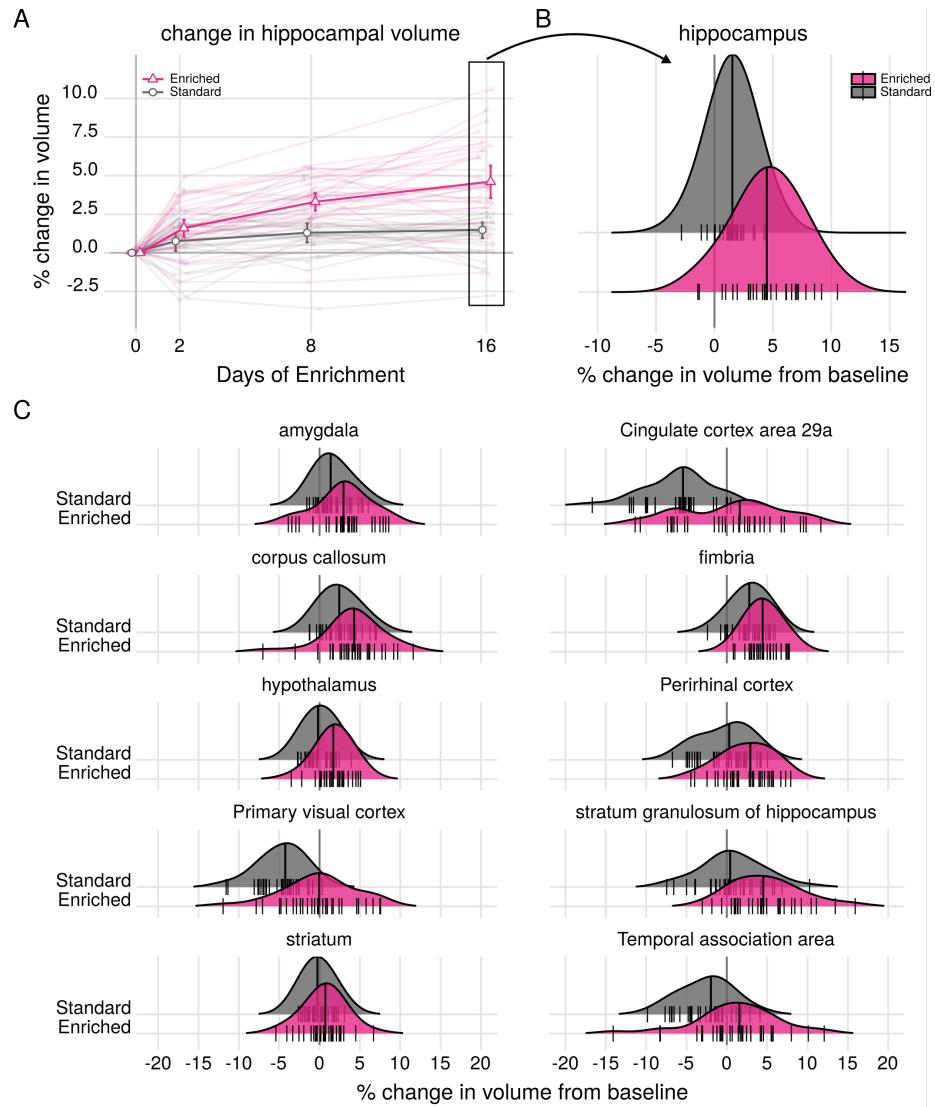 A
change in hippocampal volume
Enriched
Standard
10.0
7.5
5.0
2.5
0.0
-2.5
% change in volume
0 2 8 16
Days of Enrichment
B
hippocampus
Enriched
Standard
-10 -5 0 5 10 15
% change in volume from baseline
C
amygdala
Standard
Enriched
Cingulate cortex area 29a
corpus callosum
Standard
Enriched
fimbria
hypothalamus
Standard
Enriched
Perirhinal cortex
Primary visual cortex
Standard
Enriched
stratum granulosum of hippocampus
striatum
Standard
Enriched
Temporal association area
-20 -15 -10 -5 0 5 10 15 20
-20 -15 -10 -5 0 5 10 15 20
% change in volume from baseline